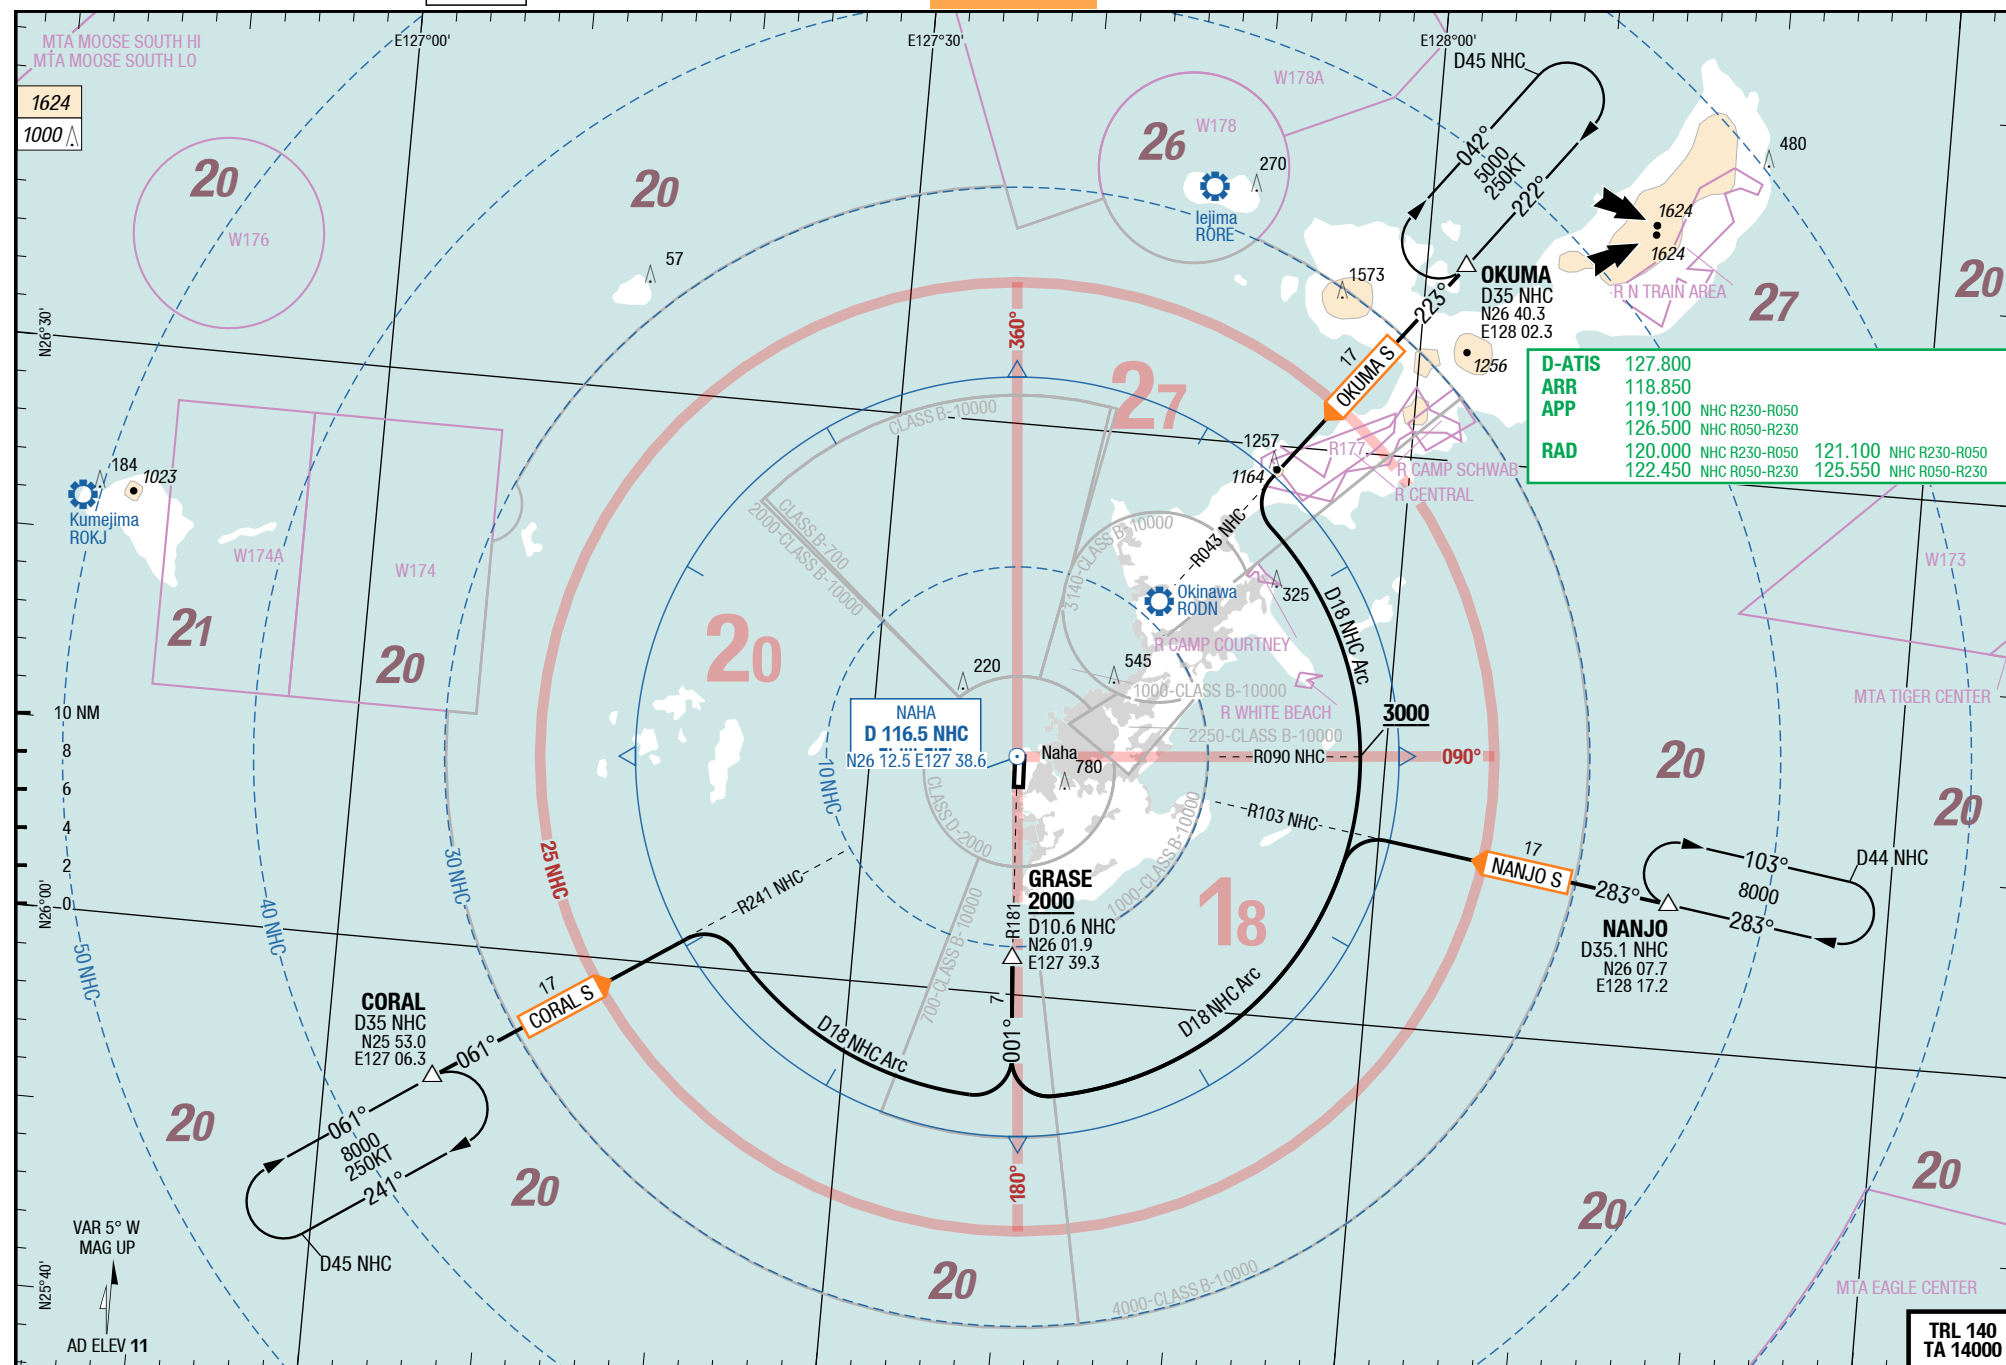 MTA MOOSE SOUTH HI
MTA MOOSE SOUTH LO
E127°00'
E127°30'
E128°00'
1624
1000
20
W176
20
57
26
W178
W178A
270
Iejima
RORE
D45 NHC
042°
5000
250KT
222°
480
1624
1624
R N TRAIN AREA
27
20
OKUMA
D35 NHC
N26 40.3
E128 02.3
223°
17
OKUMA S
1573
1256
N26°30'
360°
27
CLASS B-10000
D-ATIS 127.800
ARR 118.850
APP 119.100 NHC R230-R050
126.500 NHC R050-R230
RAD 120.000 NHC R230-R050 121.100 NHC R230-R050
122.450 NHC R050-R230 125.550 NHC R050-R230
1257
1164
R177
R CAMP SCHWAB
R CENTRAL
184
1023
Kumejima
ROKJ
W174A
W174
21
20
CLASS B-700
2000-CLASS B-10000
3140-CLASS B-10000
R043 NHC
Okinawa
RODN
325
D18 NHC Arc
W173
R CAMP COURTNEY
20
220
545
1000-CLASS B-10000
R WHITE BEACH
2250-CLASS B-10000
3000
MTA TIGER CENTER
NAHA
D 116.5 NHC
N26 12.5 E127 38.6
Naha
780
R090 NHC
090°
20
20
10 NM
8
6
4
2
0
N26°00'
10 NHC
CLASS D-2000
R103 NHC
1000-CLASS B-10000
17
NANJO S
283°
103°
8000
283°
D44 NHC
NANJO
D35.1 NHC
N26 07.7
E128 17.2
50 NHC
40 NHC
30 NHC
25 NHC
R241 NHC
R181
GRASE
2000
D10.6 NHC
N26 01.9
E127 39.3
18
700-CLASS B-10000
7
001°
D18 NHC Arc
D18 NHC Arc
17
CORAL S
CORAL
D35 NHC
N25 53.0
E127 06.3
061°
061°
8000
250KT
241°
D45 NHC
20
20
180°
20
4000-CLASS B-10000
20
20
MTA EAGLE CENTER
N25°40'
VAR 5° W
MAG UP
AD ELEV 11
TRL 140
TA 14000